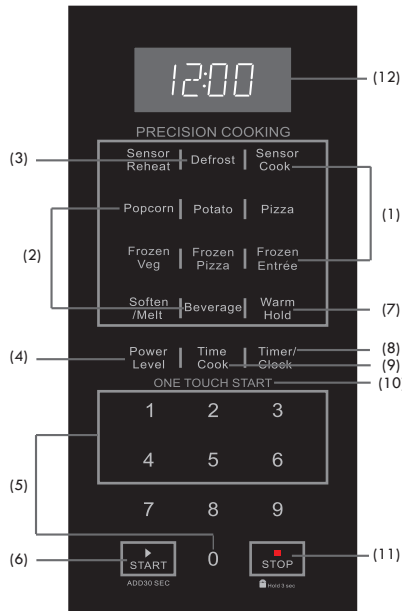 12:00
(12)
PRECISION COOKING
(3)
Sensor Reheat
Defrost
Sensor Cook
(1)
Popcorn
Potato
Pizza
(2)
Frozen Veg
Frozen Pizza
Frozen Entrée
Soften /Melt
Beverage
Warm Hold
(7)
(4)
Power Level
Time Cook
Timer/ Clock
(8)
(9)
ONE TOUCH START
(10
1 2 3
4 5 6
(5)
7 8 9
(6)
START
0
STOP
(11)
ADD30 SEC
Hold 3 sec